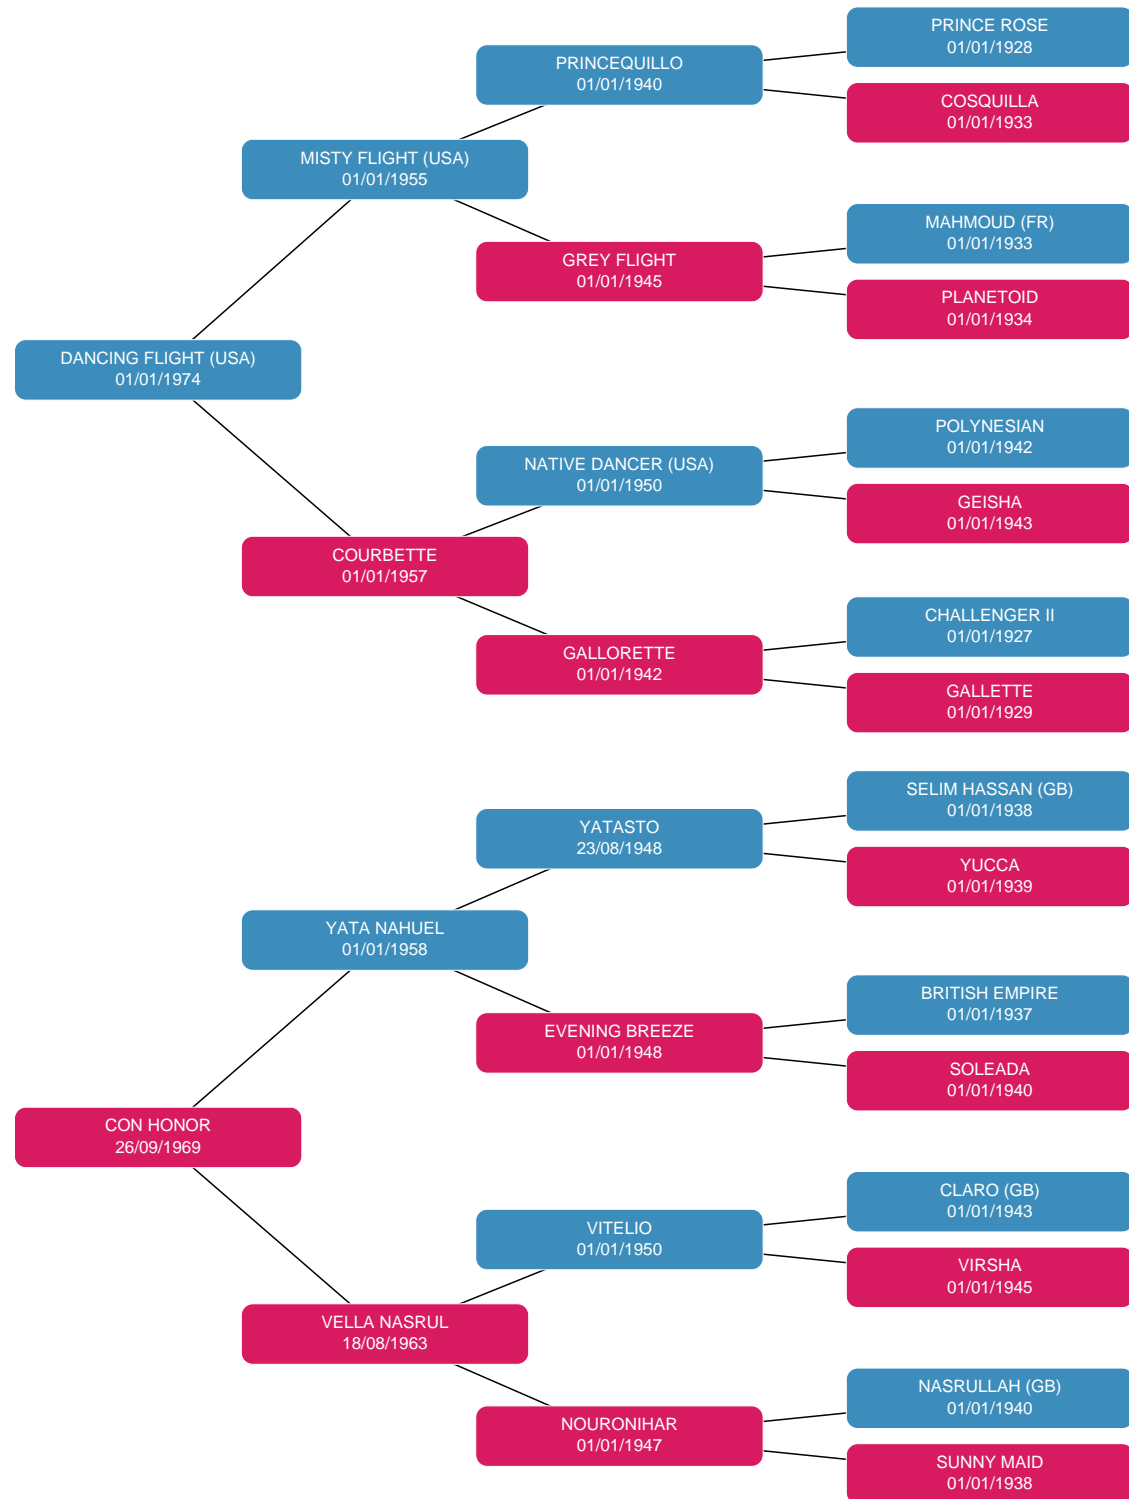 PRINCE ROSE
01/01/1928
PRINCEQUILLO
01/01/1940
COSQUILLA
01/01/1933
MISTY FLIGHT (USA)
01/01/1955
MAHMOUD (FR)
01/01/1933
GREY FLIGHT
01/01/1945
PLANETOID
01/01/1934
DANCING FLIGHT (USA)
01/01/1974
POLYNESIAN
01/01/1942
NATIVE DANCER (USA)
01/01/1950
GEISHA
01/01/1943
COURBETTE
01/01/1957
CHALLENGER II
01/01/1927
GALLORETTE
01/01/1942
GALLETTE
01/01/1929
SELIM HASSAN (GB)
01/01/1938
YATASTO
23/08/1948
YUCCA
01/01/1939
YATA NAHUEL
01/01/1958
BRITISH EMPIRE
01/01/1937
EVENING BREEZE
01/01/1948
SOLEADA
01/01/1940
CON HONOR
26/09/1969
CLARO (GB)
01/01/1943
VITELIO
01/01/1950
VIRSHA
01/01/1945
VELLA NASRUL
18/08/1963
NASRULLAH (GB)
01/01/1940
NOURONIHAR
01/01/1947
SUNNY MAID
01/01/1938